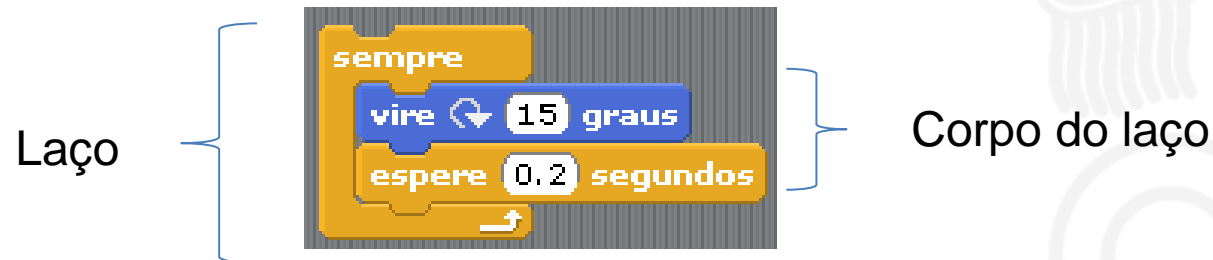 Laço
sempre
vire 15 graus
espere 0.2 segundos
Corpo do laço